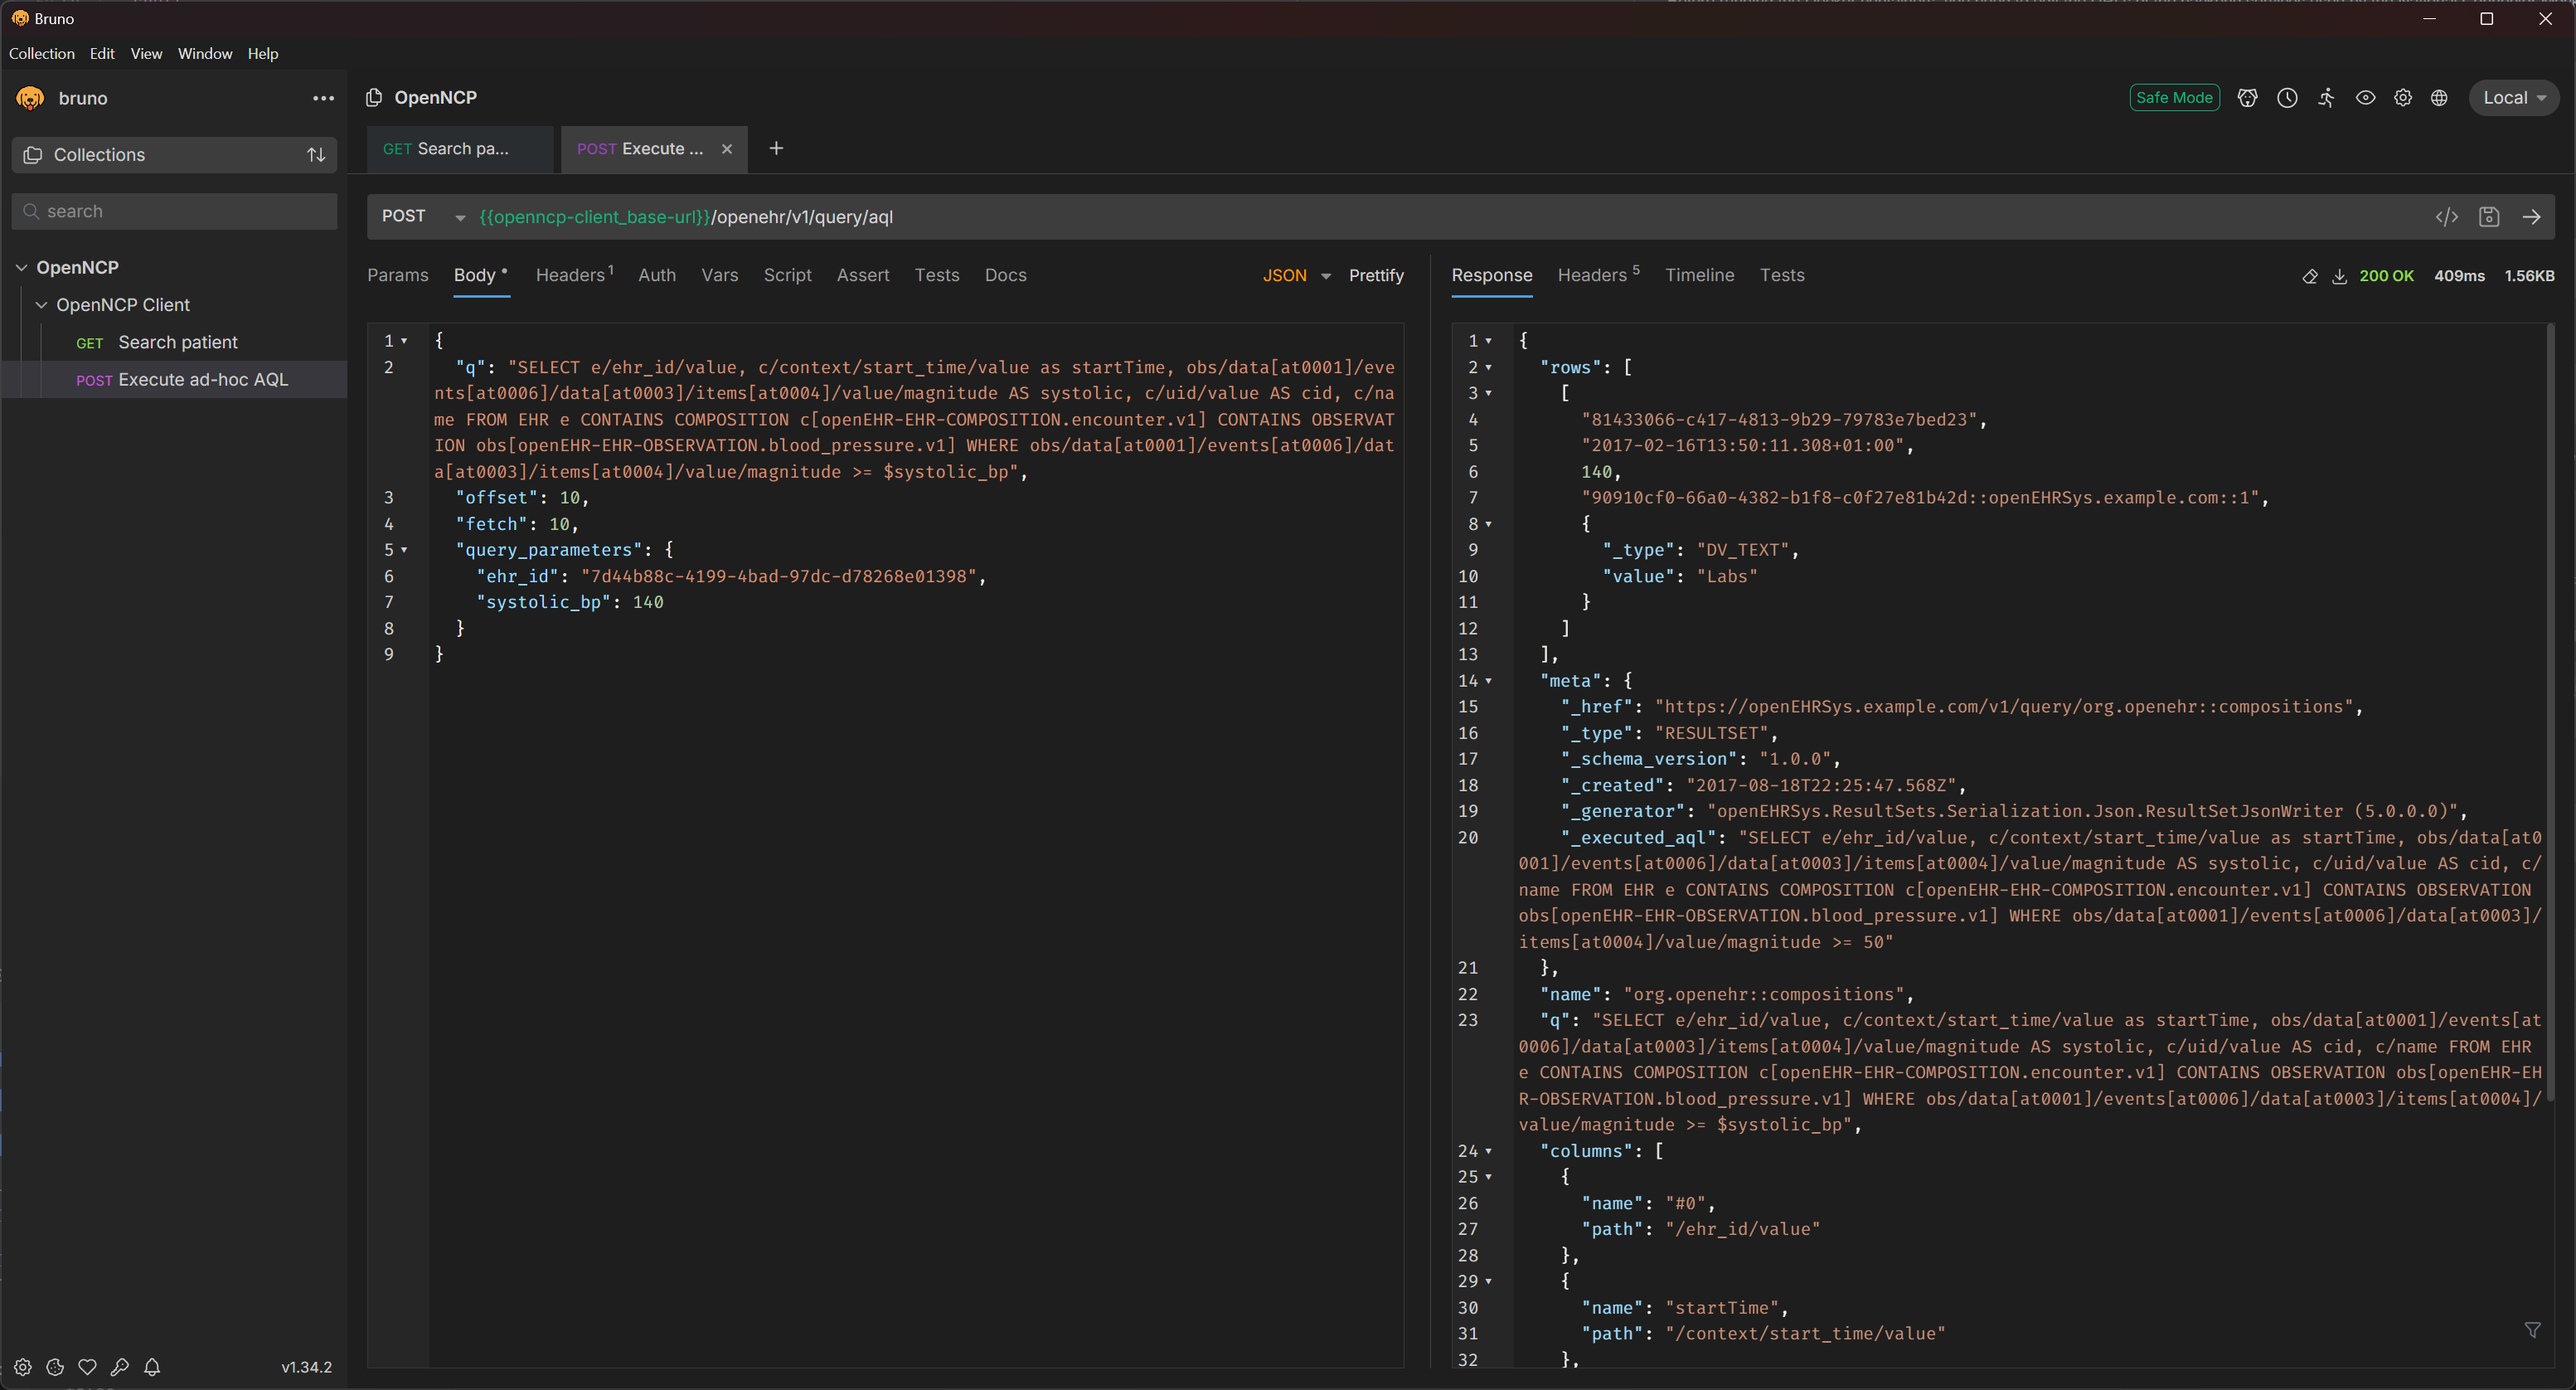 Bruno
Collection Edit View Window Help
bruno
OpenNCP
Safe Mode
Local
Collections
GET Search pa...
POST Execute ...
search
POST {{openncp-client_base-url}}/openehr/v1/query/aql
OpenNCP
OpenNCP Client
GET Search patient
POST Execute ad-hoc AQL
Params Body Headers 1 Auth Vars Script Assert Tests Docs JSON Prettify
1 {
2 "q": "SELECT e/ehr_id/value, c/context/start_time/value as startTime, obs/data[at0001]/eve
nts[at0006]/data[at0003]/items[at0004]/value/magnitude AS systolic, c/uid/value AS cid, c/na
me FROM EHR e CONTAINS COMPOSITION c[openEHR-EHR-COMPOSITION.encounter.v1] CONTAINS OBSERVAT
ION obs[openEHR-EHR-OBSERVATION.blood_pressure.v1] WHERE obs/data[at0001]/events[at0006]/dat
a[at0003]/items[at0004]/value/magnitude >= $systolic_bp",
3 "offset": 10,
4 "fetch": 10,
5 "query_parameters": {
6 "ehr_id": "7d44b88c-4199-4bad-97dc-d78268e01398",
7 "systolic_bp": 140
8 }
9 }
Response Headers 5 Timeline Tests 200 OK 409ms 1.56KB
1 {
2 "rows": [
3 [
4 "81433066-c417-4813-9b29-79783e7bed23",
5 "2017-02-16T13:50:11.308+01:00",
6 140,
7 "90910cf0-66a0-4382-b1f8-c0f27e81b42d::openEHRSys.example.com::1",
8 {
9 "_type": "DV_TEXT",
10 "value": "Labs"
11 }
12 ]
13 ],
14 "meta": {
15 "_href": "https://openEHRSys.example.com/v1/query/org.openehr::compositions",
16 "_type": "RESULTSET",
17 "_schema_version": "1.0.0",
18 "_created": "2017-08-18T22:25:47.568Z",
19 "_generator": "openEHRSys.ResultSets.Serialization.Json.ResultSetJsonWriter (5.0.0.0)",
20 "_executed_aql": "SELECT e/ehr_id/value, c/context/start_time/value as startTime, obs/data[at0
001]/events[at0006]/data[at0003]/items[at0004]/value/magnitude AS systolic, c/uid/value AS cid, c/
name FROM EHR e CONTAINS COMPOSITION c[openEHR-EHR-COMPOSITION.encounter.v1] CONTAINS OBSERVATION
obs[openEHR-EHR-OBSERVATION.blood_pressure.v1] WHERE obs/data[at0001]/events[at0006]/data[at0003]/
items[at0004]/value/magnitude >= 50"
21 },
22 "name": "org.openehr::compositions",
23 "q": "SELECT e/ehr_id/value, c/context/start_time/value as startTime, obs/data[at0001]/events[at
0006]/data[at0003]/items[at0004]/value/magnitude AS systolic, c/uid/value AS cid, c/name FROM EHR
e CONTAINS COMPOSITION c[openEHR-EHR-COMPOSITION.encounter.v1] CONTAINS OBSERVATION obs[openEHR-EH
R-OBSERVATION.blood_pressure.v1] WHERE obs/data[at0001]/events[at0006]/data[at0003]/items[at0004]/
value/magnitude >= $systolic_bp",
24 "columns": [
25 {
26 "name": "#0",
27 "path": "/ehr_id/value"
28 },
29 {
30 "name": "startTime",
31 "path": "/context/start_time/value"
32 },
v1.34.2